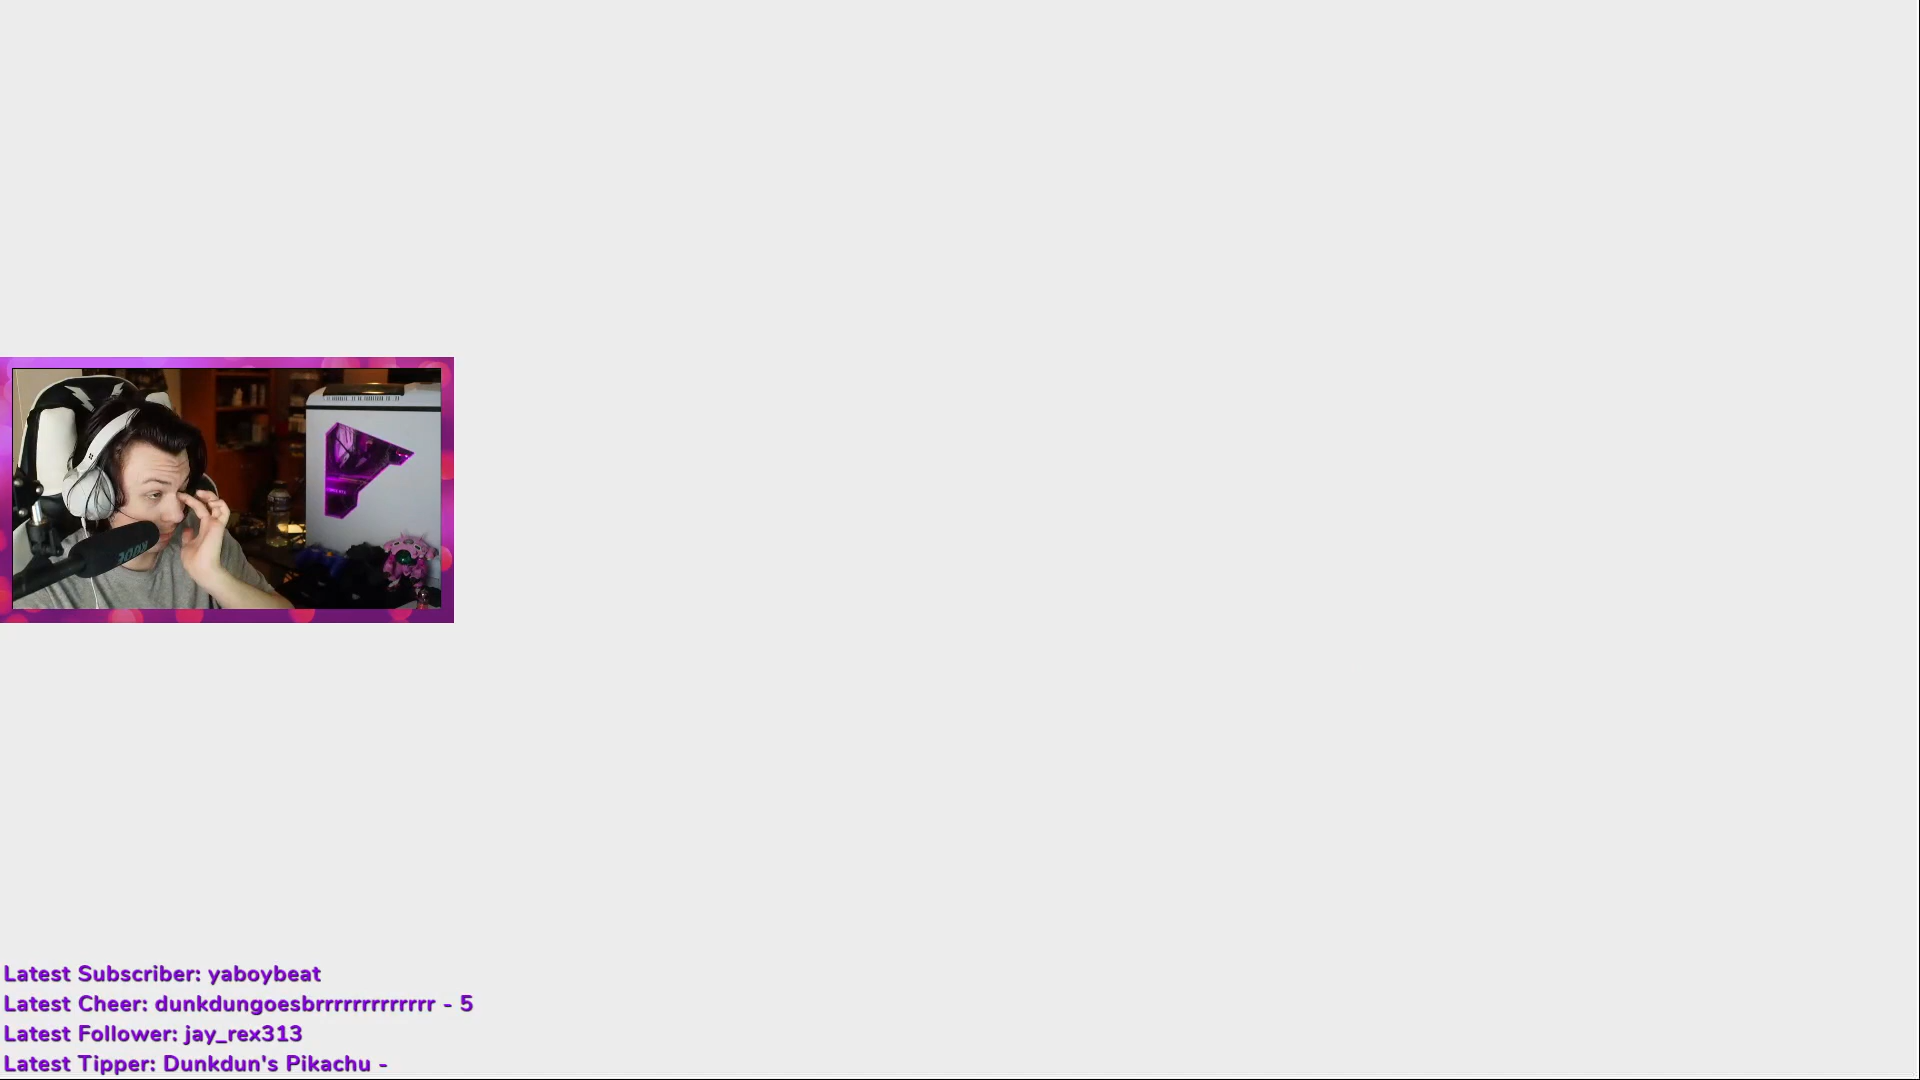 Latest Subscriber: yaboybeat
Latest Cheer: dunkdungoesbrrrrrrrrrrrrr - 5
Latest Follower: jay_rex313
Latest Tipper: Dunkdun's Pikachu -